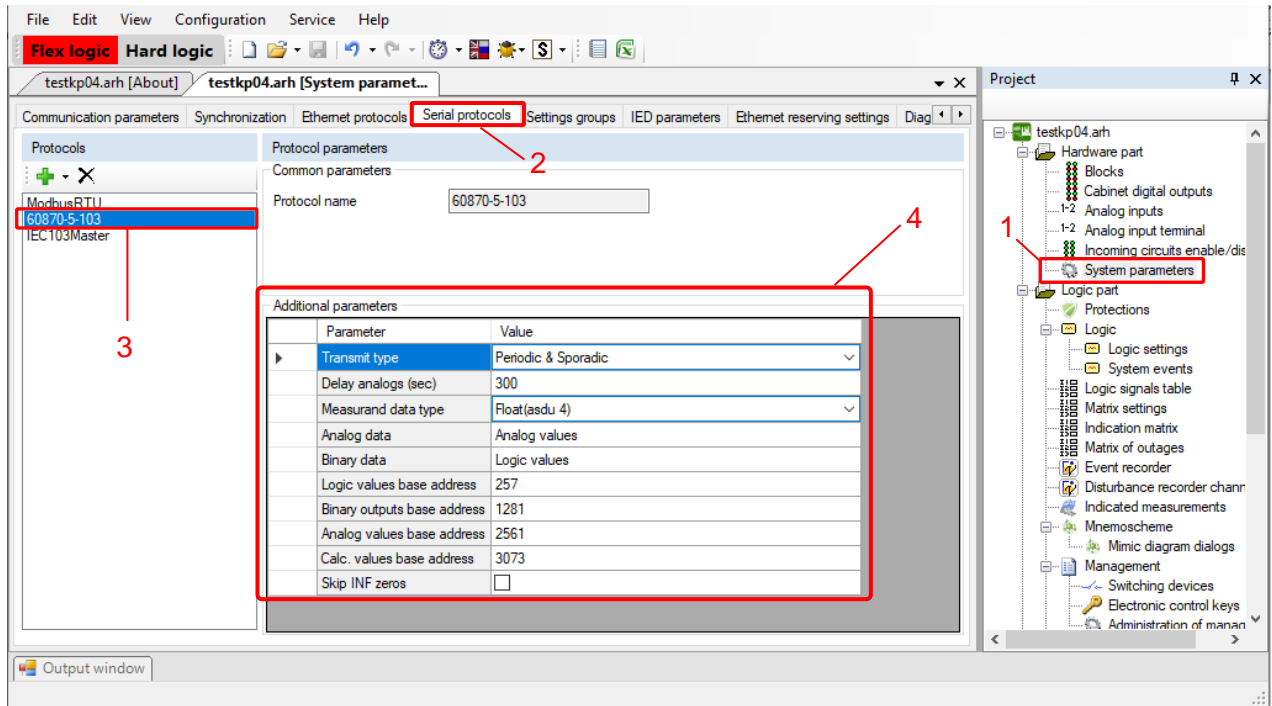 File Edit View Configuration Service Help
Flex logic Hard logic S
testkp04.arh [About] testkp04.arh [System paramet...
Communication parameters Synchronization Ethernet protocols Serial protocols Settings groups IED parameters Ethernet reserving settings Diag
2
Protocols
ModbusRTU
60870-5-103
IEC103Master
3
Protocol parameters
Common parameters
Protocol name 60870-5-103
4
Additional parameters
Parameter Value
Transmit type Periodic & Sporadic
Delay analogs (sec) 300
Measurand data type Float(asdu 4)
Analog data Analog values
Binary data Logic values
Logic values base address 257
Binary outputs base address 1281
Analog values base address 2561
Calc. values base address 3073
Skip INF zeros
Project
testkp04.arh
Hardware part
Blocks
Cabinet digital outputs
1-2 Analog inputs
1-2 Analog input terminal
Incoming circuits enable/dis
1
System parameters
Logic part
Protections
Logic
Logic settings
System events
Logic signals table
Matrix settings
Indication matrix
Matrix of outages
Event recorder
Disturbance recorder chann
Indicated measurements
Mnemoscheme
Mimic diagram dialogs
Management
Switching devices
Electronic control keys
Administration of manag
Output window